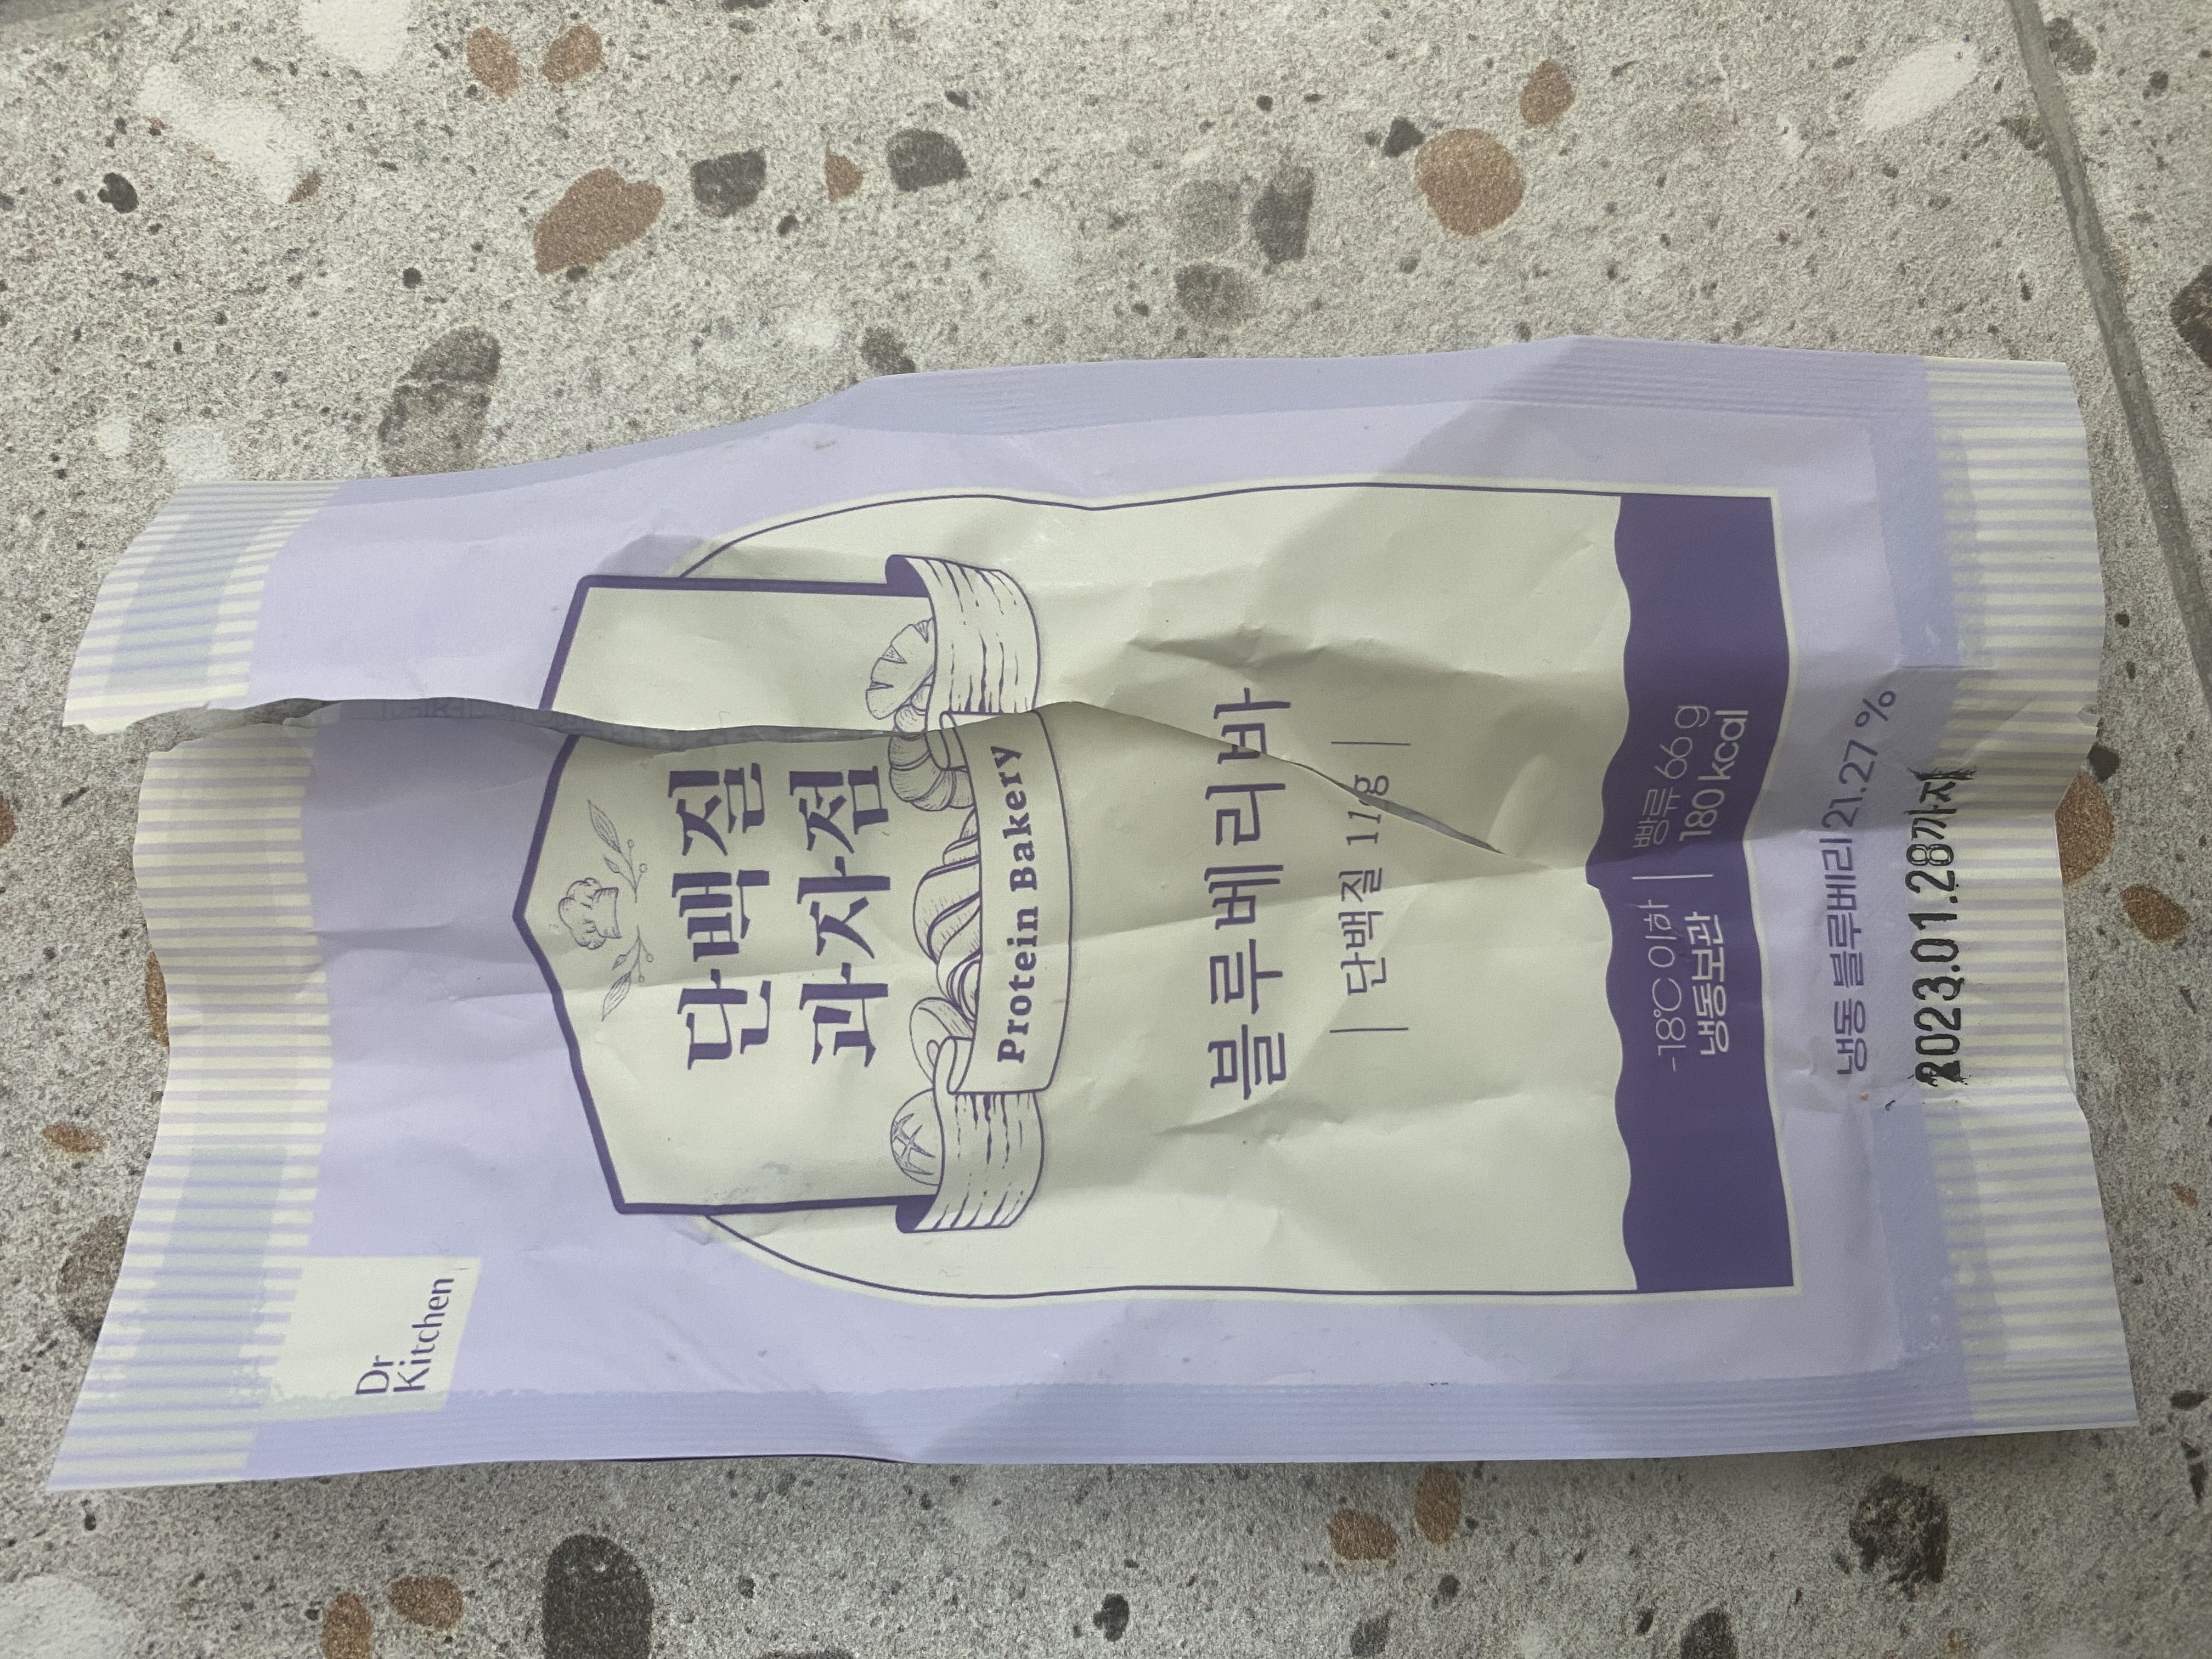 Dr
Kitchen
단백질
과자점
Protein Bakery
블루베리바
단백질 11g
-18℃ 이하
냉동보관
빵류 66 g
180 kcal
냉동 블루베리 21.27 %
2023.01.28까지